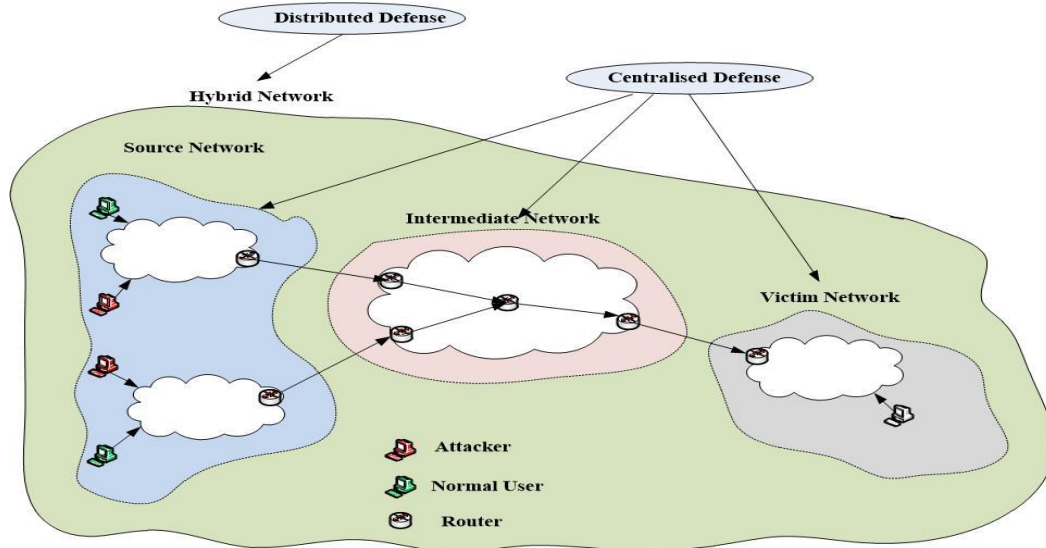 Distributed Defense
Centralised Defense
Hybrid Network
Source Network
Intermediate Network
Victim Network
Attacker
Normal User
Router